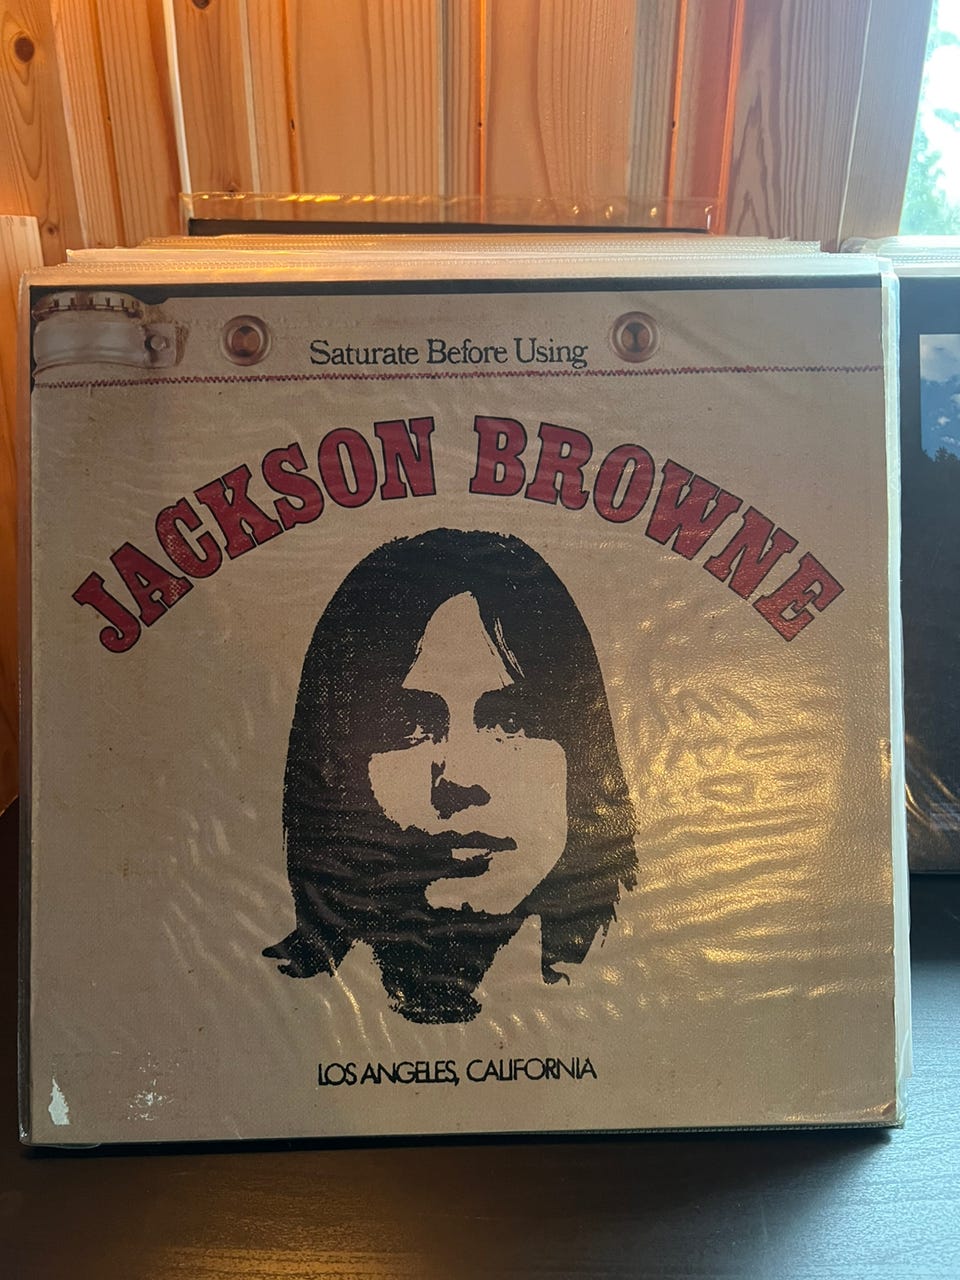 Saturate Before Using
JACKSON BROWNE
LOS ANGELES, CALIFORNIA